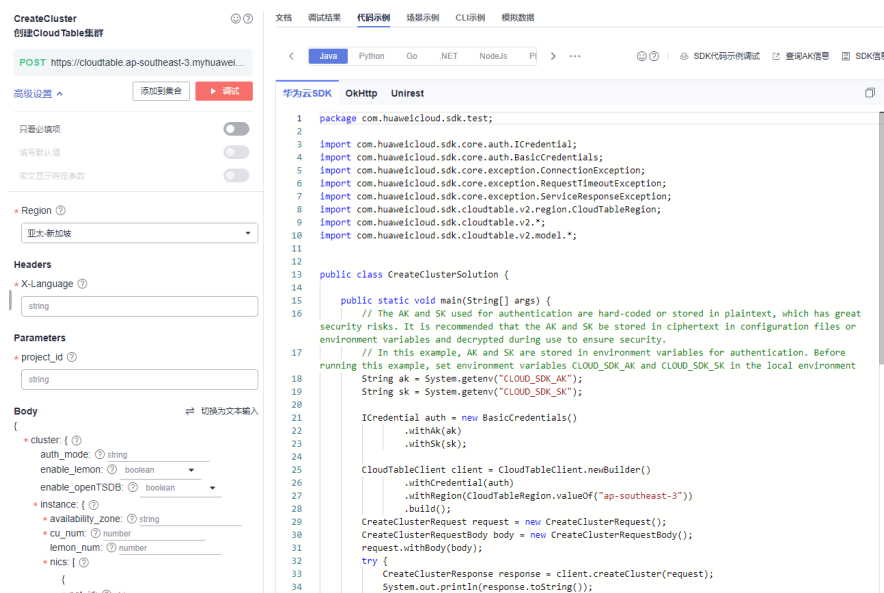 CreateCluster
创建CloudTable集群
POST https://cloudtable.ap-southeast-3.myhuawei...
高级设置
添加到集合
调试
只看必填项
填写默认值
密文显示特定参数
* Region
亚太-新加坡
Headers
* X-Language
string
Parameters
* project_id
string
Body
切换为文本输入
{
* cluster: {
auth_mode: string
enable_lemon: boolean
enable_openTSDB: boolean
* instance: {
* availability_zone: string
* cu_num: number
lemon_num: number
* nics: [
{
文档 调试结果 代码示例 场景示例 CLI示例 模拟数据
Java Python Go .NET NodeJs
SDK代码示例调试 查询AK信息 SDK信息
华为云SDK OkHttp Unirest
1 package com.huaweicloud.sdk.test;
2
3 import com.huaweicloud.sdk.core.auth.ICredential;
4 import com.huaweicloud.sdk.core.auth.BasicCredentials;
5 import com.huaweicloud.sdk.core.exception.ConnectionException;
6 import com.huaweicloud.sdk.core.exception.RequestTimeoutException;
7 import com.huaweicloud.sdk.core.exception.ServiceResponseException;
8 import com.huaweicloud.sdk.cloudtable.v2.region.CloudTableRegion;
9 import com.huaweicloud.sdk.cloudtable.v2.*;
10 import com.huaweicloud.sdk.cloudtable.v2.model.*;
11
12
13 public class CreateClusterSolution {
14
15 public static void main(String[] args) {
16 // The AK and SK used for authentication are hard-coded or stored in plaintext, which has great
security risks. It is recommended that the AK and SK be stored in ciphertext in configuration files or
environment variables and decrypted during use to ensure security.
17 // In this example, AK and SK are stored in environment variables for authentication. Before
running this example, set environment variables CLOUD_SDK_AK and CLOUD_SDK_SK in the local environment
18 String ak = System.getenv("CLOUD_SDK_AK");
19 String sk = System.getenv("CLOUD_SDK_SK");
20
21 ICredential auth = new BasicCredentials()
22 .withAk(ak)
23 .withSk(sk);
24
25 CloudTableClient client = CloudTableClient.newBuilder()
26 .withCredential(auth)
27 .withRegion(CloudTableRegion.valueOf("ap-southeast-3"))
28 .build();
29 CreateClusterRequest request = new CreateClusterRequest();
30 CreateClusterRequestBody body = new CreateClusterRequestBody();
31 request.withBody(body);
32 try {
33 CreateClusterResponse response = client.createCluster(request);
34 System.out.println(response.toString());